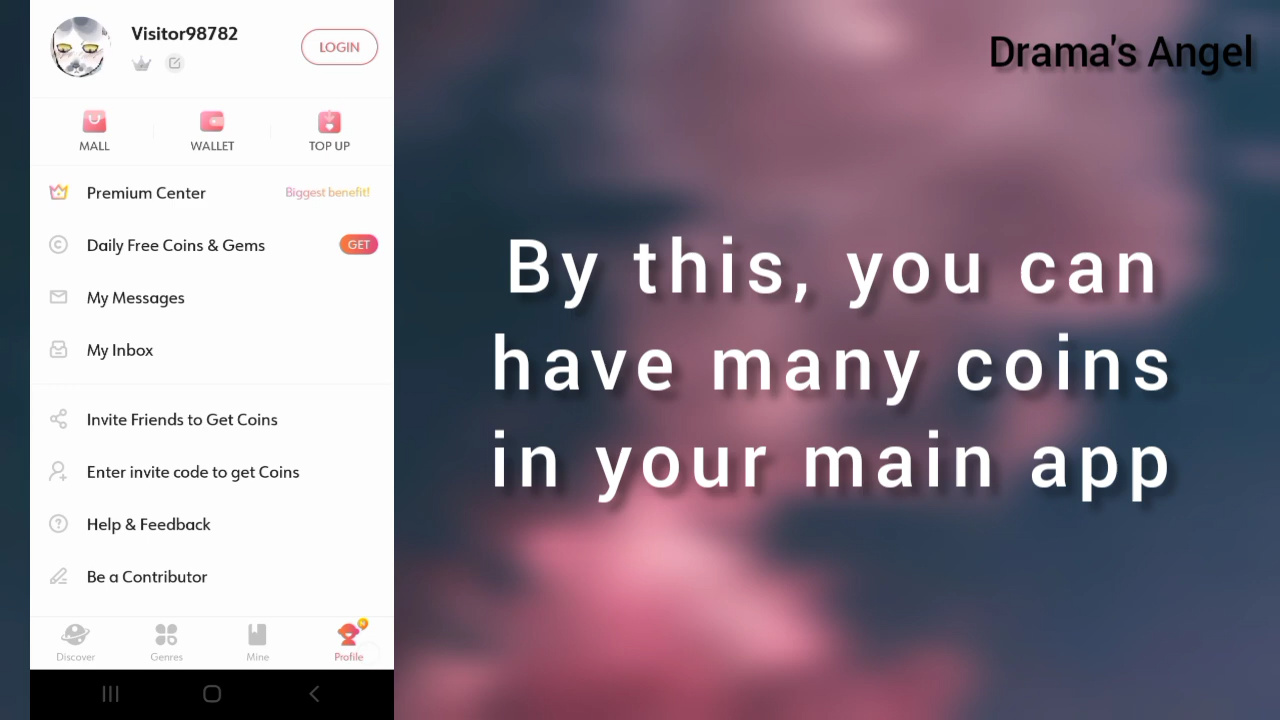 Visitor98782
LOGIN
MALL
WALLET
TOP UP
Premium Center
Biggest benefit!
Daily Free Coins & Gems
GET
My Messages
My Inbox
Invite Friends to Get Coins
Enter invite code to get Coins
Help & Feedback
Be a Contributor
Discover
Genres
Mine
Profile
Drama's Angel
By this, you can
have many coins
in your main app